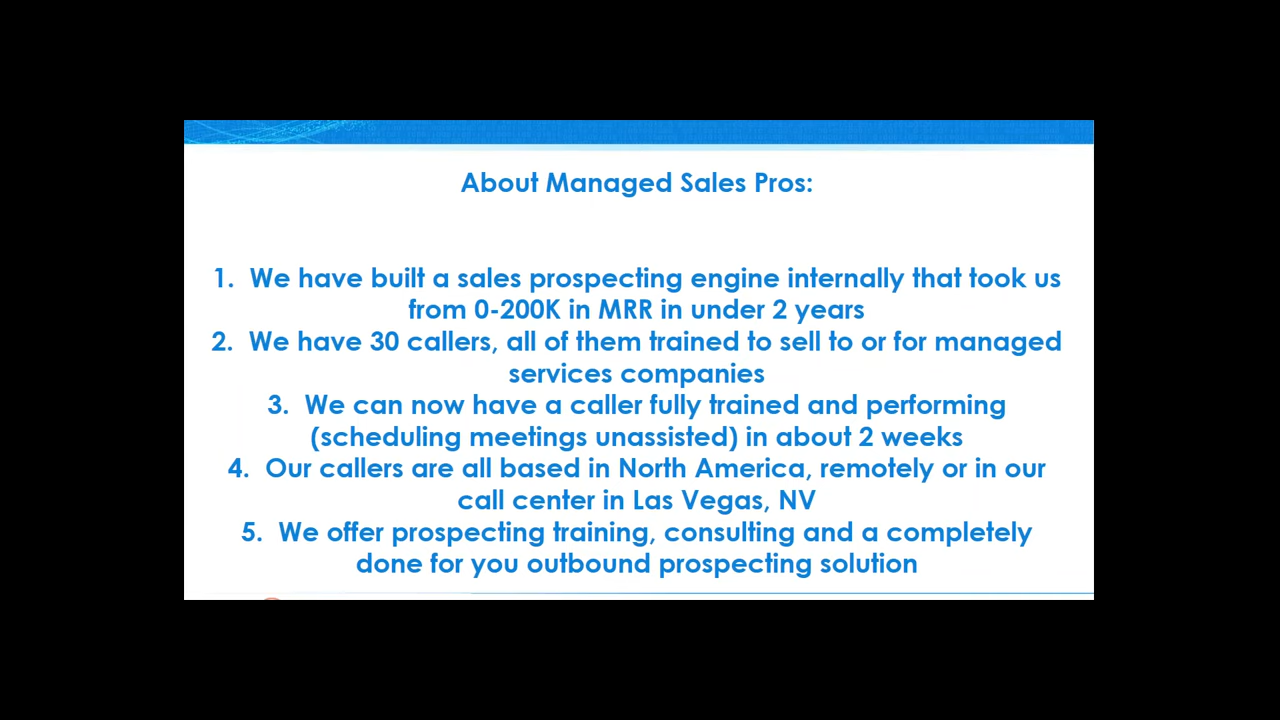 About Managed Sales Pros:
1. We have built a sales prospecting engine internally that took us
from 0-200K in MRR in under 2 years
2. We have 30 callers, all of them trained to sell to or for managed
services companies
3. We can now have a caller fully trained and performing
(scheduling meetings unassisted) in about 2 weeks
4. Our callers are all based in North America, remotely or in our
call center in Las Vegas, NV
5. We offer prospecting training, consulting and a completely
done for you outbound prospecting solution